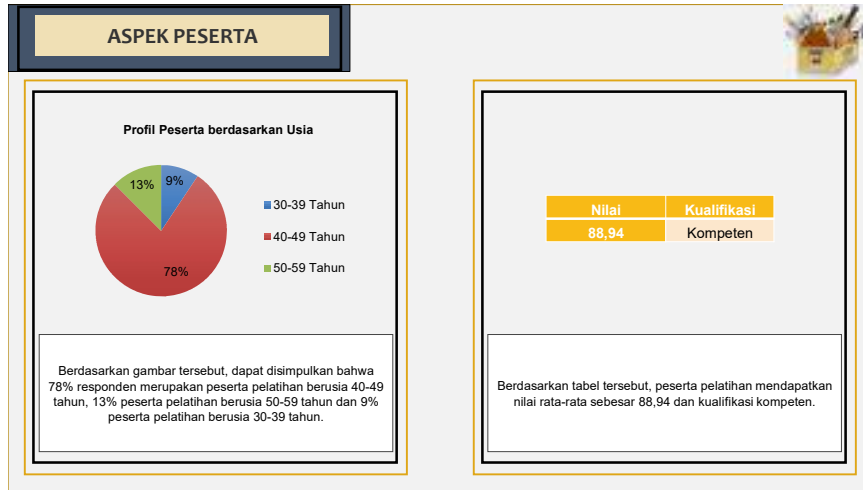 ASPEK PESERTA
Profil Peserta berdasarkan Usia
13%
9%
78%
30-39 Tahun
40-49 Tahun
50-59 Tahun
Berdasarkan gambar tersebut, dapat disimpulkan bahwa
78% responden merupakan peserta pelatihan berusia 40-49
tahun, 13% peserta pelatihan berusia 50-59 tahun dan 9%
peserta pelatihan berusia 30-39 tahun.
Nilai Kualifikasi
88,94 Kompeten
Berdasarkan tabel tersebut, peserta pelatihan mendapatkan
nilai rata-rata sebesar 88,94 dan kualifikasi kompeten.